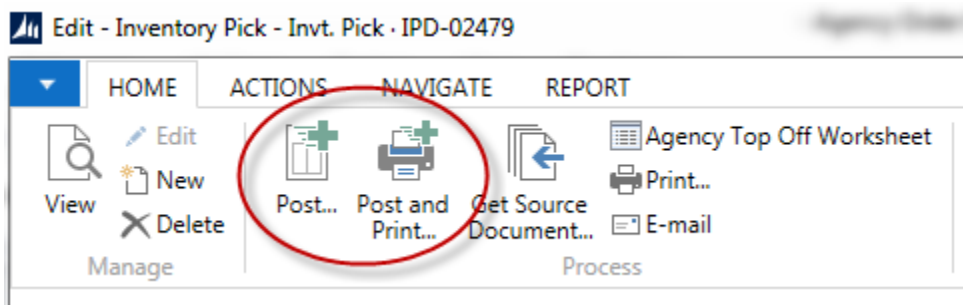 Edit - Inventory Pick - Invt. Pick · IPD-02479
HOME ACTIONS NAVIGATE REPORT
View
Edit
New
Delete
Manage
Post...
Post and
Print...
Get Source
Document...
Agency Top Off Worksheet
Print...
E-mail
Process